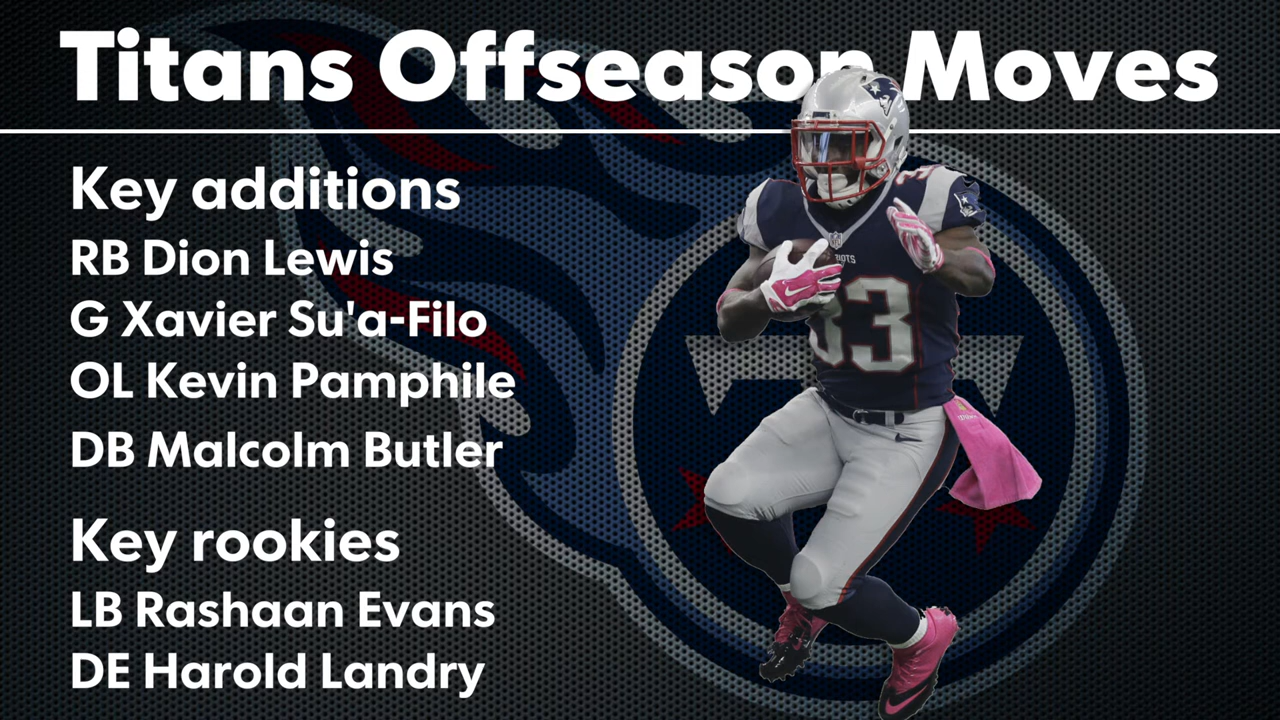 Titans Offseason Moves
Key additions
RB Dion Lewis
G Xavier Su'a-Filo
OL Kevin Pamphile
DB Malcolm Butler
Key rookies
LB Rashaan Evans
DE Harold Landry
33